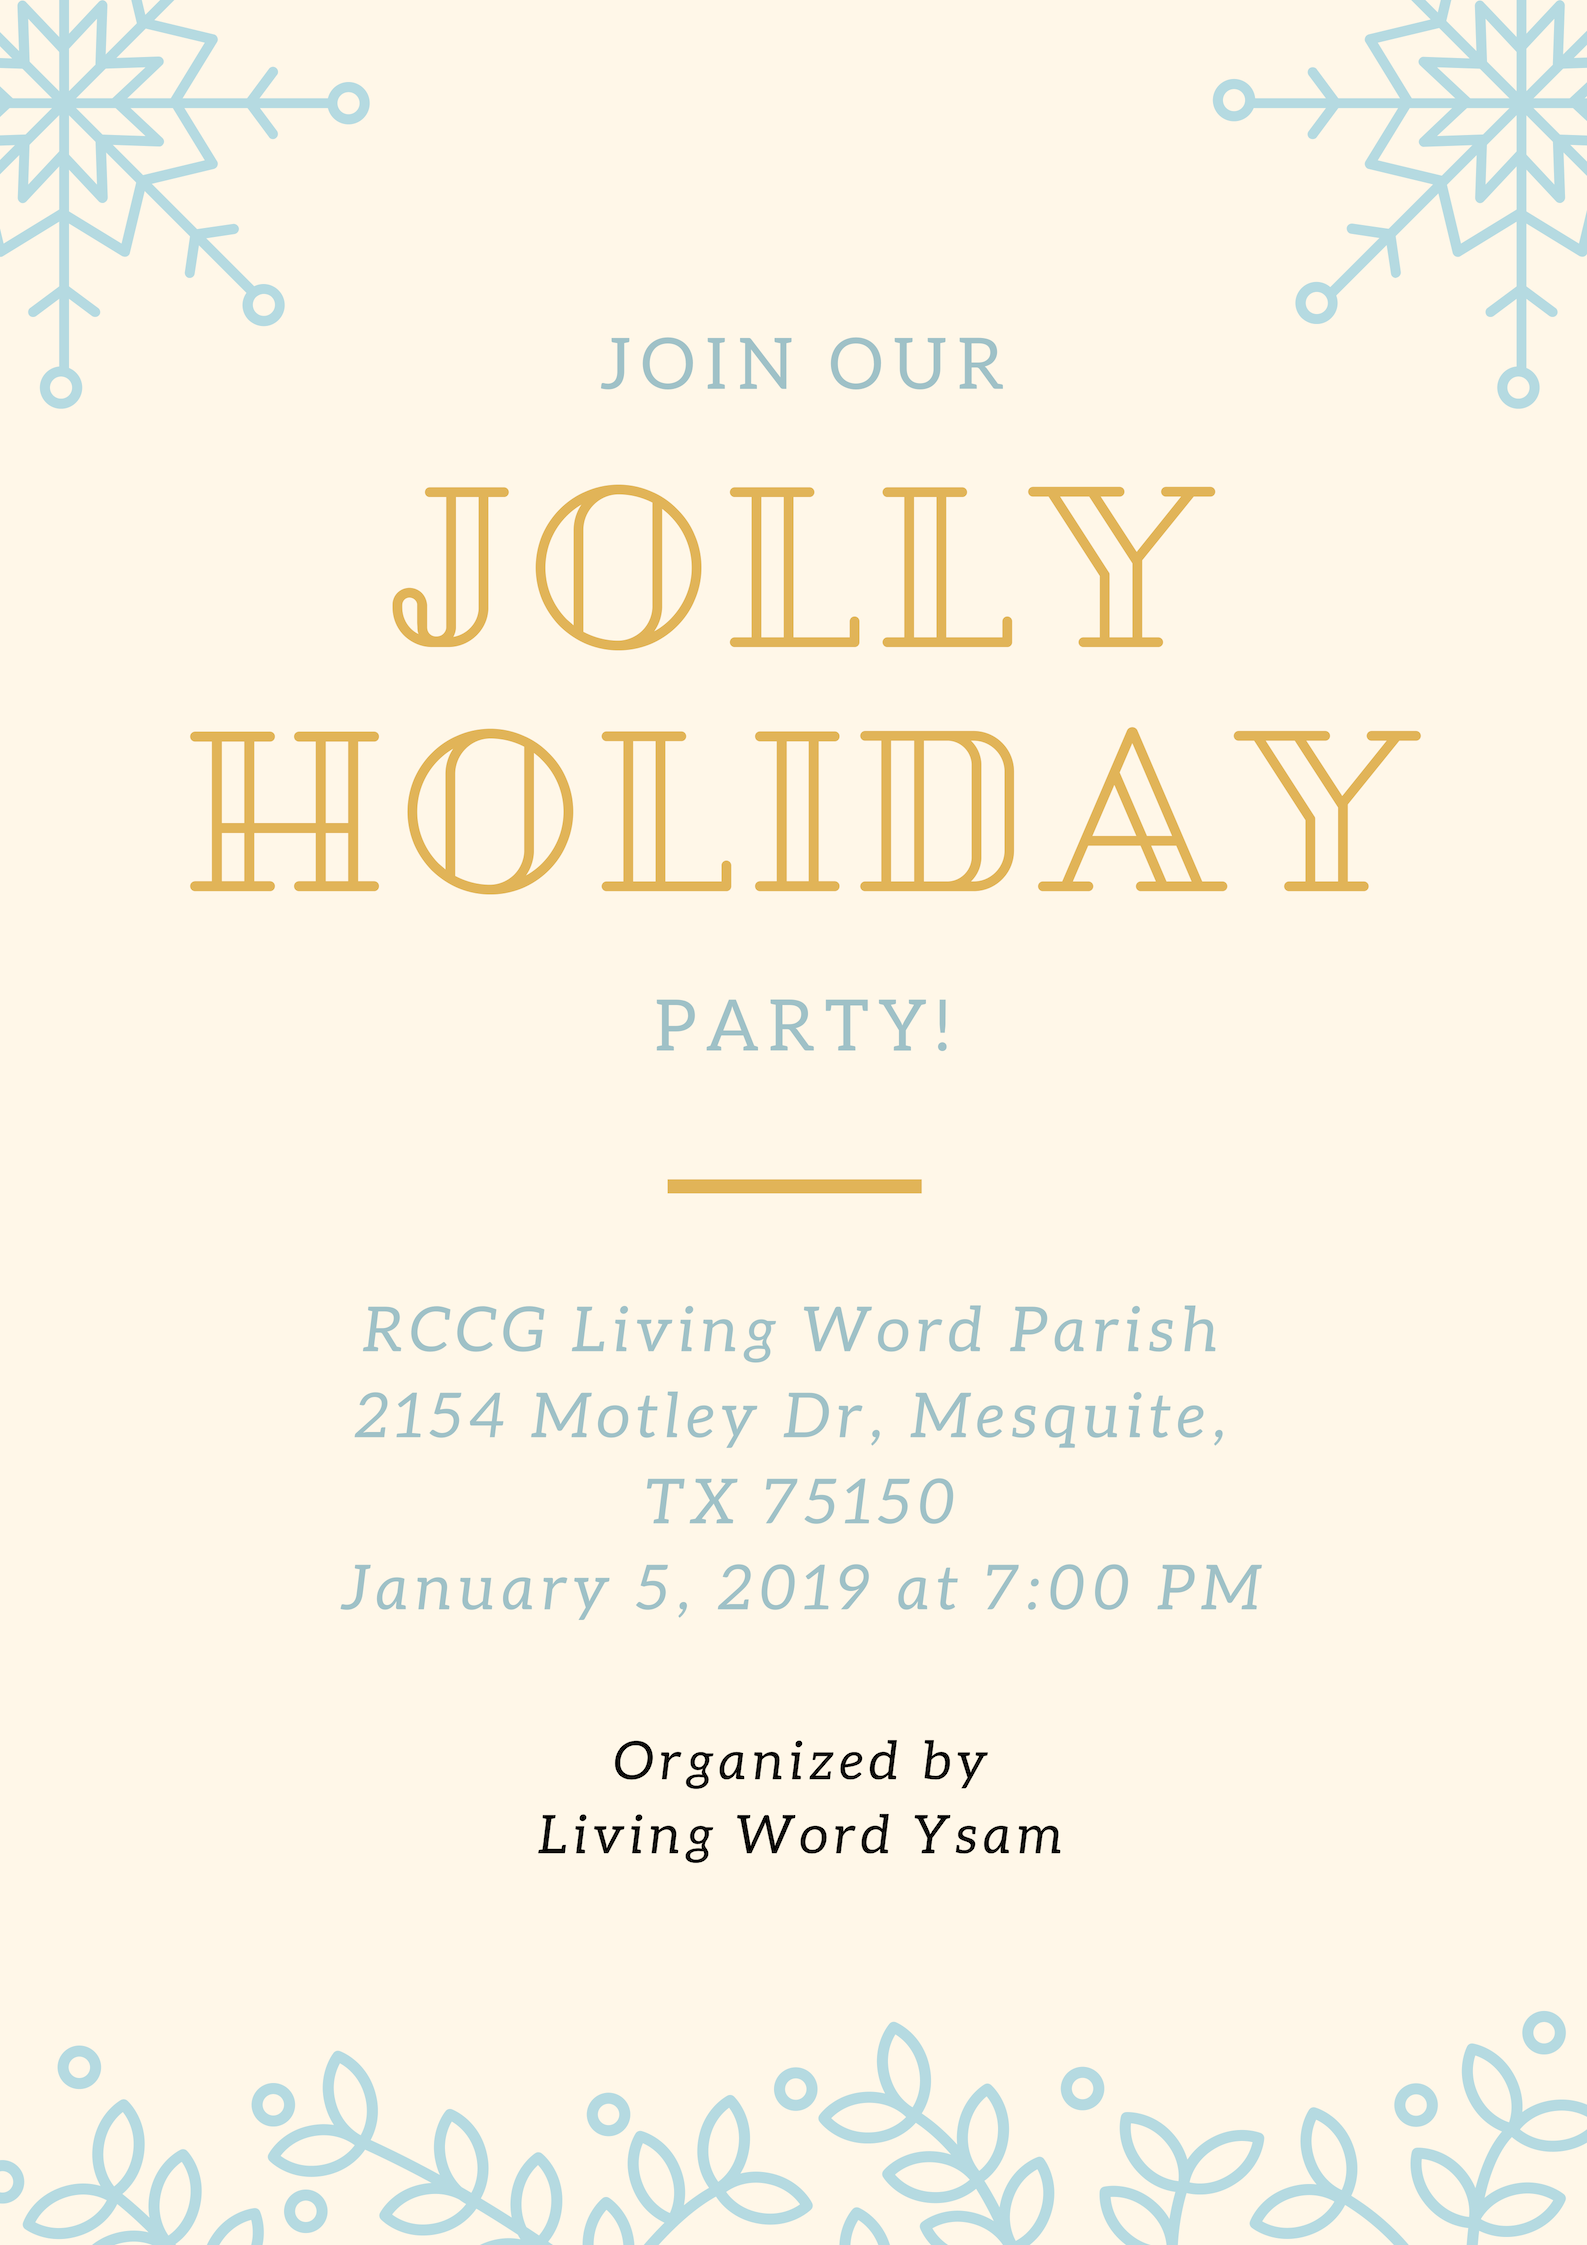 JOIN OUR
JOLLY
HOLIDAY
PARTY!
RCCG Living Word Parish
2154 Motley Dr, Mesquite,
TX 75150
January 5, 2019 at 7:00 PM
Organized by
Living Word Ysam